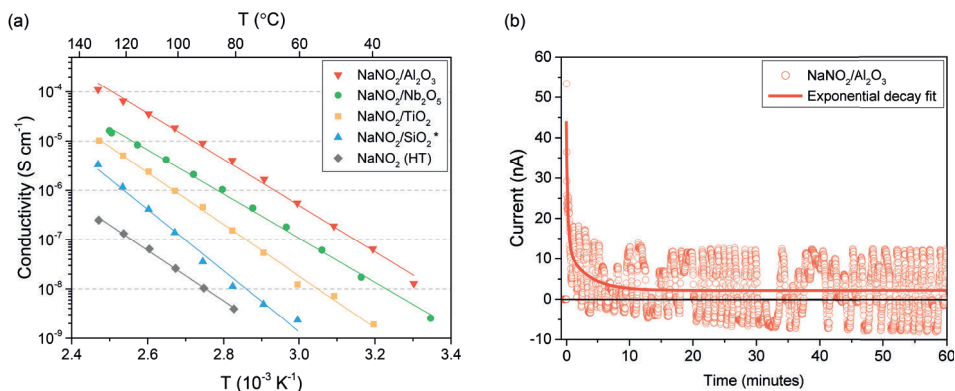 (a)
T (°C)
140 120 100 80 60 40
NaNO₂/Al₂O₃
NaNO₂/Nb₂O₅
NaNO₂/TiO₂
NaNO₂/SiO₂ *
NaNO₂ (HT)
Conductivity (S cm⁻¹)
10⁻⁴
10⁻⁵
10⁻⁶
10⁻⁷
10⁻⁸
10⁻⁹
2.4 2.6 2.8 3.0 3.2 3.4
T (10⁻³ K⁻¹)
(b)
NaNO₂/Al₂O₃
Exponential decay fit
Current (nA)
60
50
40
30
20
10
0
-10
0 10 20 30 40 50 60
Time (minutes)